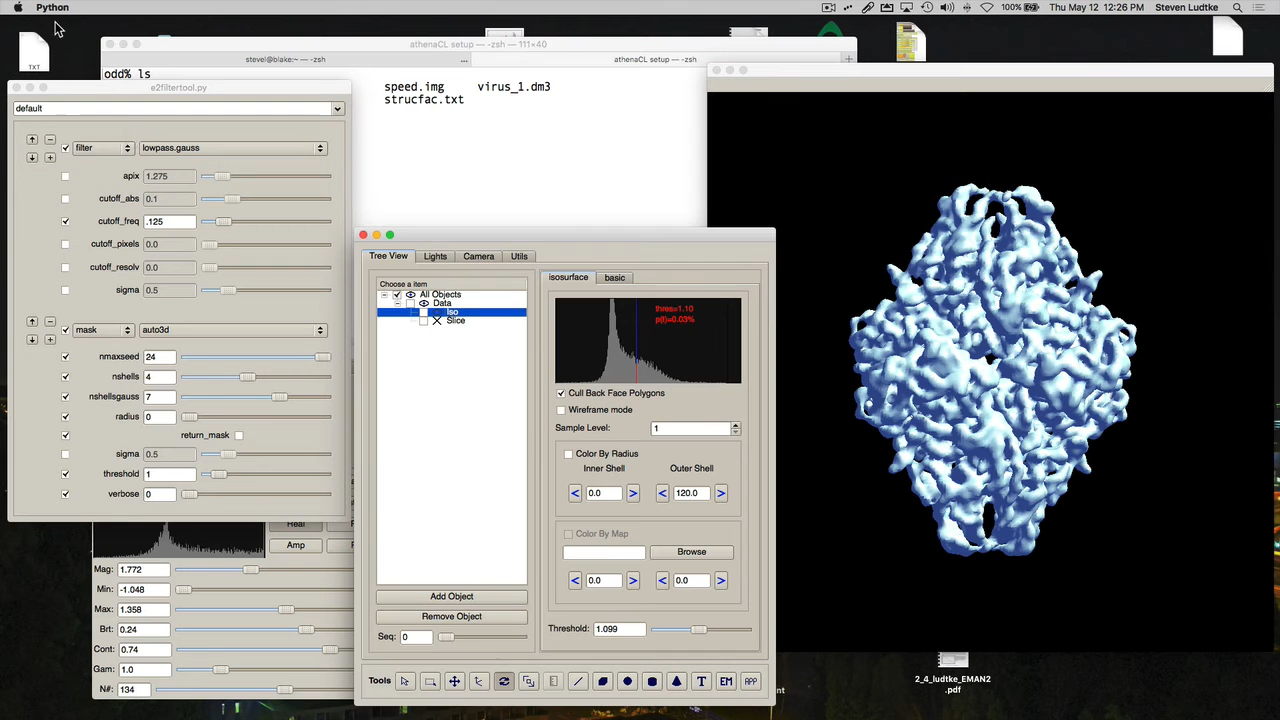 Python
100%
Thu May 12 12:26 PM
Steven Ludtke
TXT
athenaCL setup — -zsh — 111×40
stevel@blake:~ — -zsh
...
athenaCL setup — -zsh
+
odd% ls
speed.img virus_1.dm3
strucfac.txt
e2filtertool.py
default
filter
lowpass.gauss
apix
1.275
cutoff_abs
0.1
cutoff_freq
.125
cutoff_pixels
0.0
cutoff_resolv
0.0
sigma
0.5
mask
auto3d
nmaxseed
24
nshells
4
nshellsgauss
7
radius
0
return_mask
sigma
0.5
threshold
1
verbose
0
Real
Amp
Mag:
1.772
Min:
-1.048
Max:
1.358
Brt:
0.24
Cont:
0.74
Gam:
1.0
N#:
134
Tree View
Lights
Camera
Utils
Choose a item
All Objects
Data
Iso
Slice
Add Object
Remove Object
Seq:
0
isosurface
basic
thres=1.10
p(t)=0.03%
Cull Back Face Polygons
Wireframe mode
Sample Level:
1
Color By Radius
Inner Shell
Outer Shell
<
0.0
>
<
120.0
>
Color By Map
Browse
<
0.0
>
<
0.0
>
Threshold:
1.099
Tools
T
EM
APP
nt
2_4_ludtke_EMAN2
.pdf